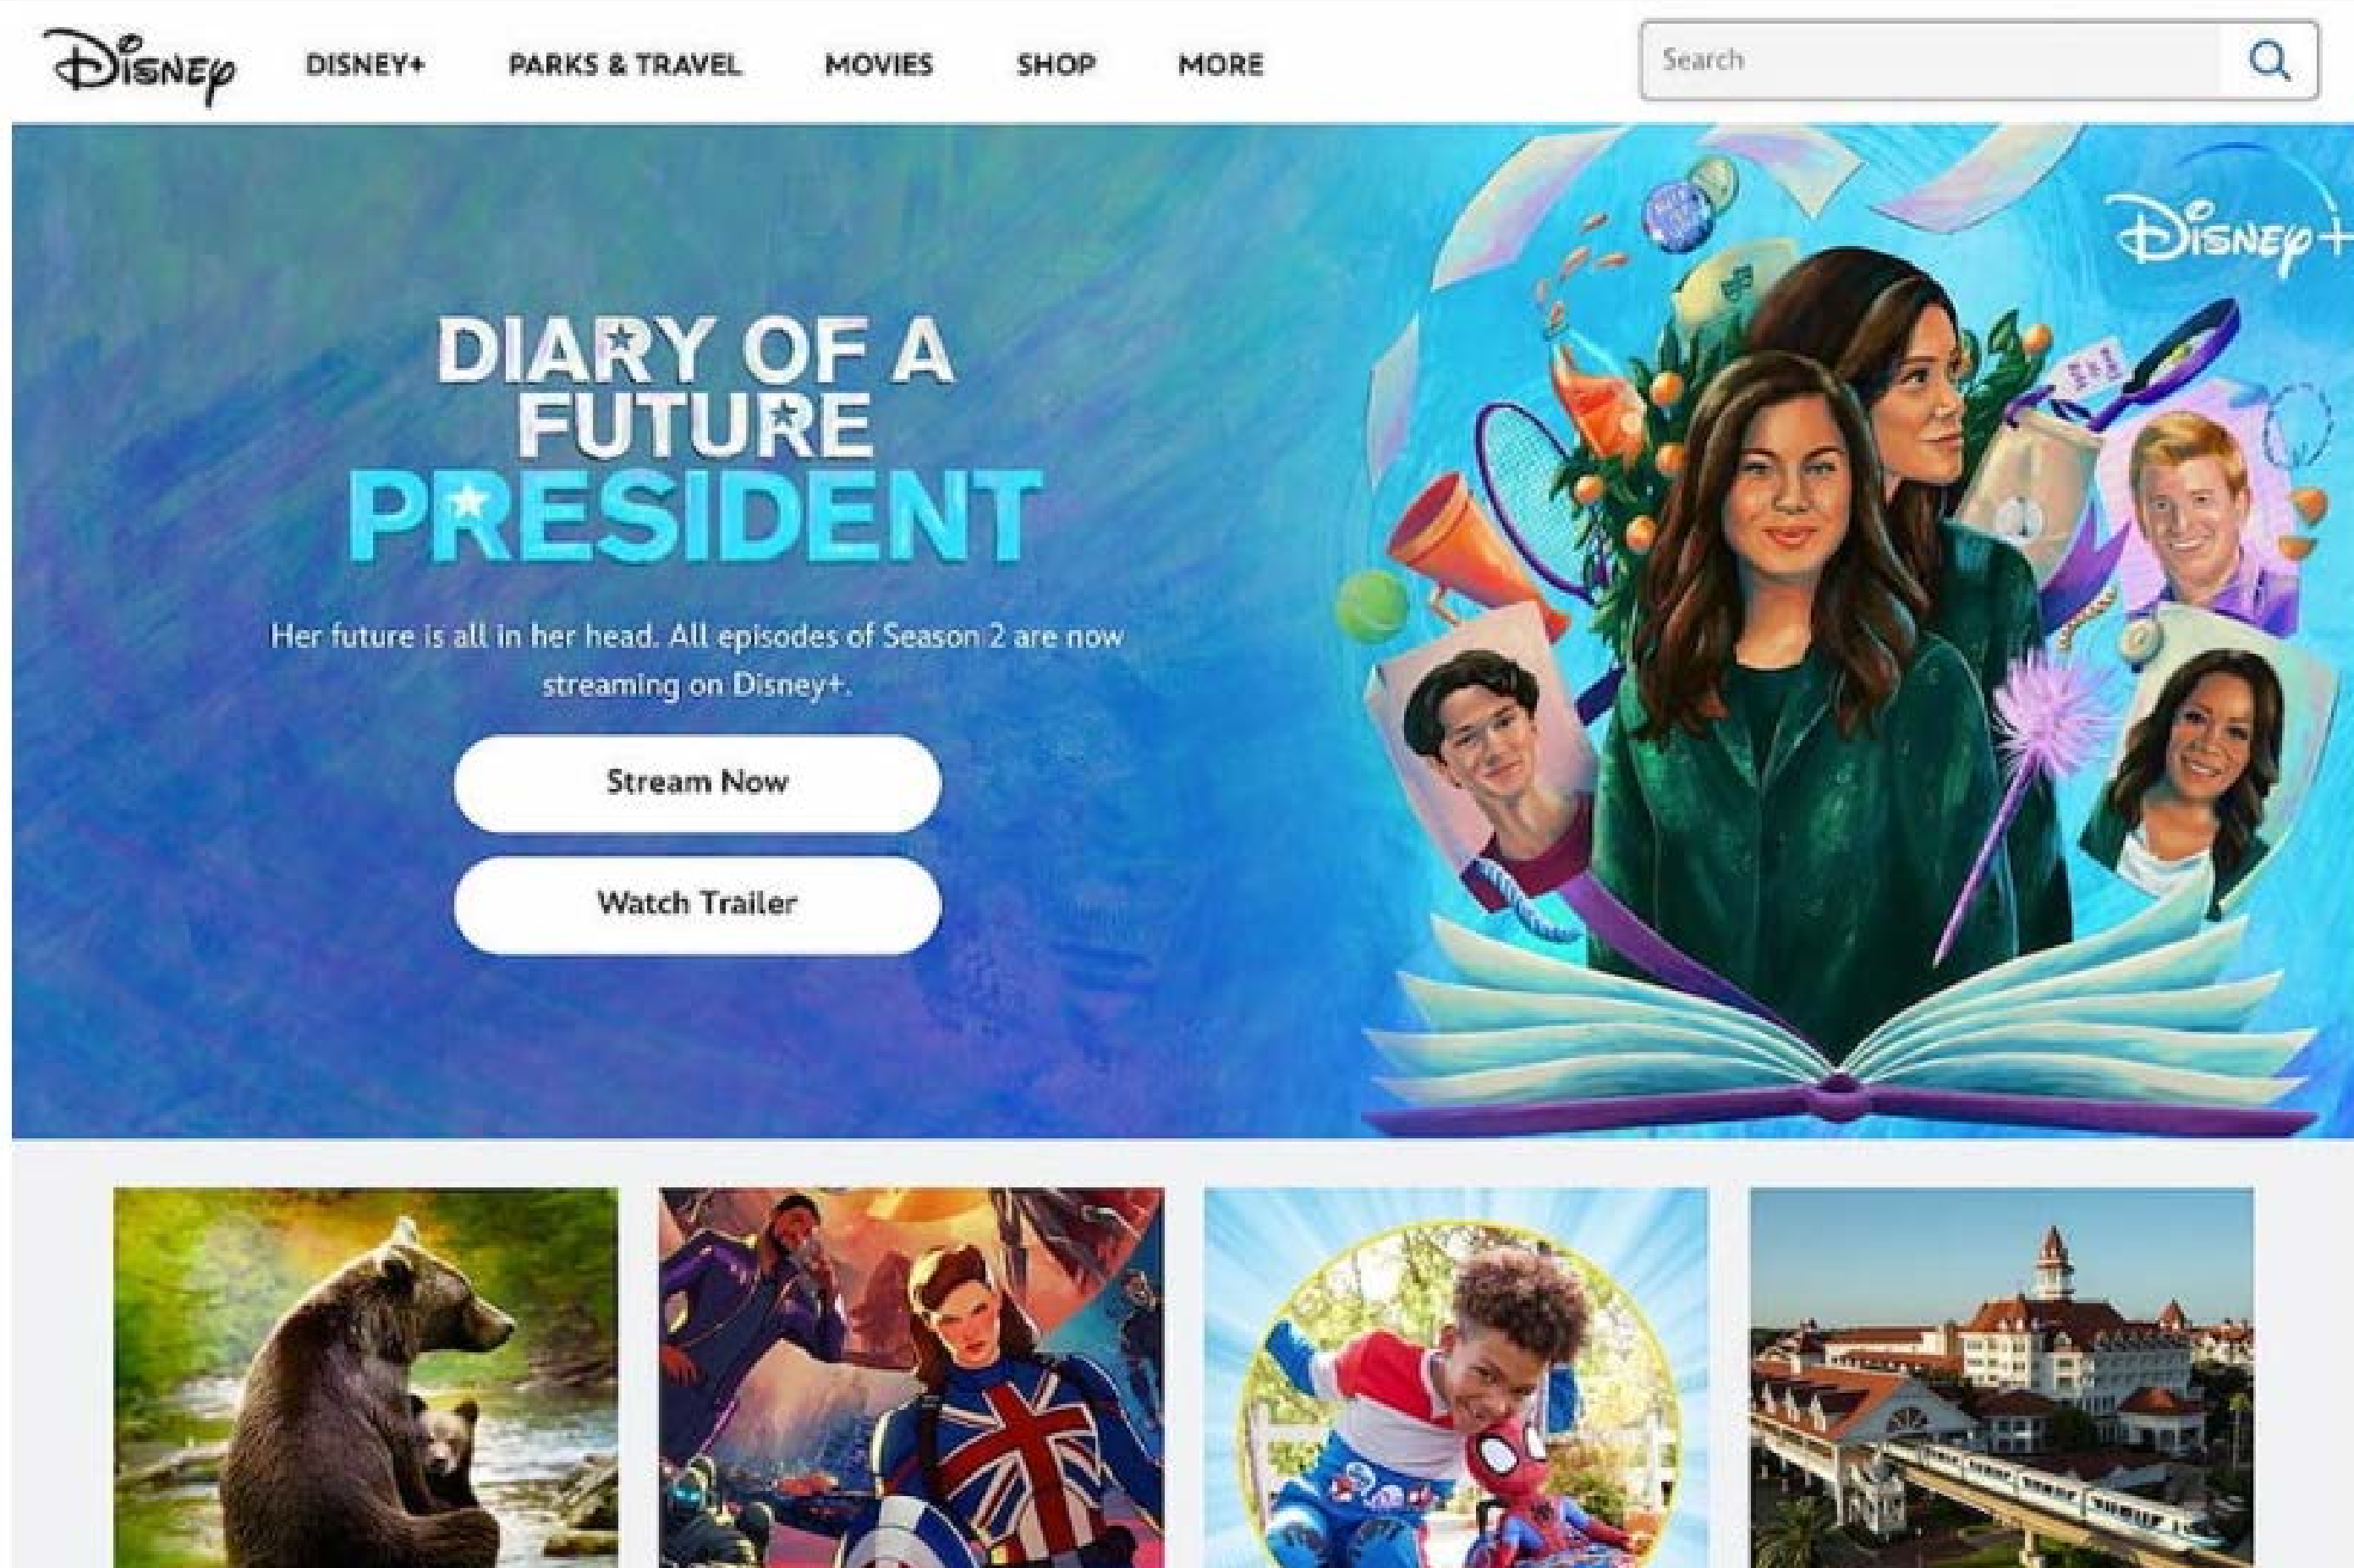 Disney
DISNEY+
PARKS & TRAVEL
MOVIES
SHOP
MORE
Search
Disney+
DIARY OF A
FUTURE
PRESIDENT
Her future is all in her head. All episodes of Season 2 are now
streaming on Disney+.
Stream Now
Watch Trailer